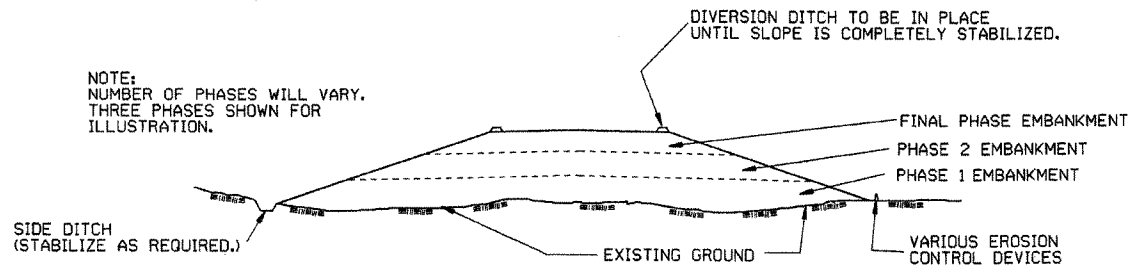 DIVERSION DITCH TO BE IN PLACE
UNTIL SLOPE IS COMPLETELY STABILIZED.
NOTE:
NUMBER OF PHASES WILL VARY.
THREE PHASES SHOWN FOR
ILLUSTRATION.
FINAL PHASE EMBANKMENT
PHASE 2 EMBANKMENT
PHASE 1 EMBANKMENT
SIDE DITCH
(STABILIZE AS REQUIRED.)
EXISTING GROUND
VARIOUS EROSION
CONTROL DEVICES